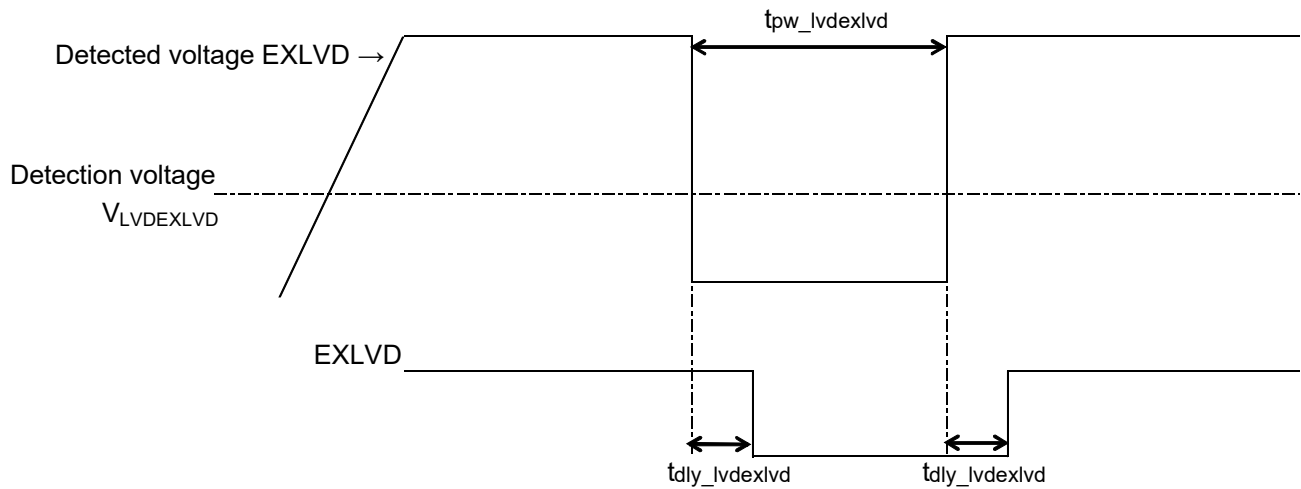 tpw_lvdexlvd
Detected voltage EXLVD →
Detection voltage
VLVDEXLVD
EXLVD
tdly_lvdexlvd
tdly_lvdexlvd